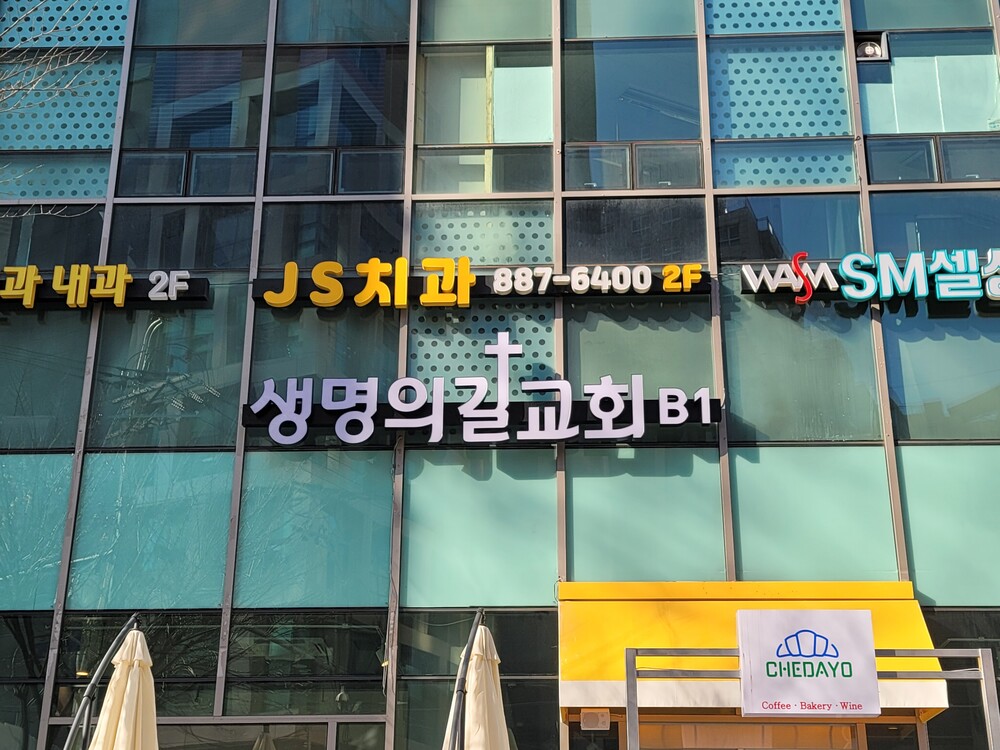 과 내과 2F
JS치과 887-6400 2F
WASM SM셀
생명의길교회 B1
CHEDAYO
Coffee · Bakery · Wine